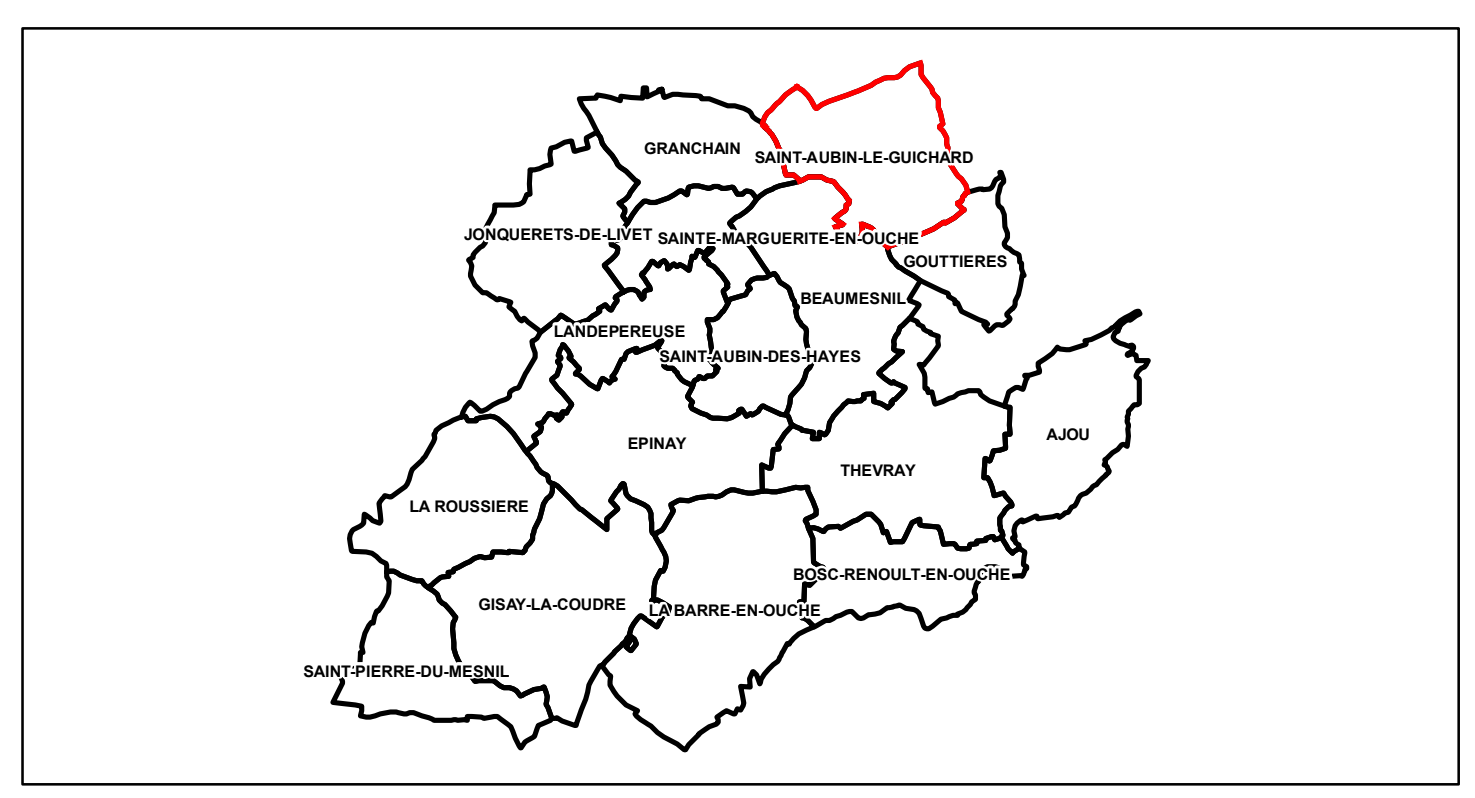 GRANCHAIN
SAINT-AUBIN-LE-GUICHARD
JONQUERETS-DE-LIVET
SAINTE-MARGUERITE-EN-OUCHE
GOUTTIERES
BEAUMESNIL
LANDEPEREUSE
SAINT-AUBIN-DES-HAYES
AJOU
EPINAY
THEVRAY
LA ROUSSIERE
BOSC-RENOULT-EN-OUCHE
GISAY-LA-COUDRE
LA BARRE-EN-OUCHE
SAINT-PIERRE-DU-MESNIL